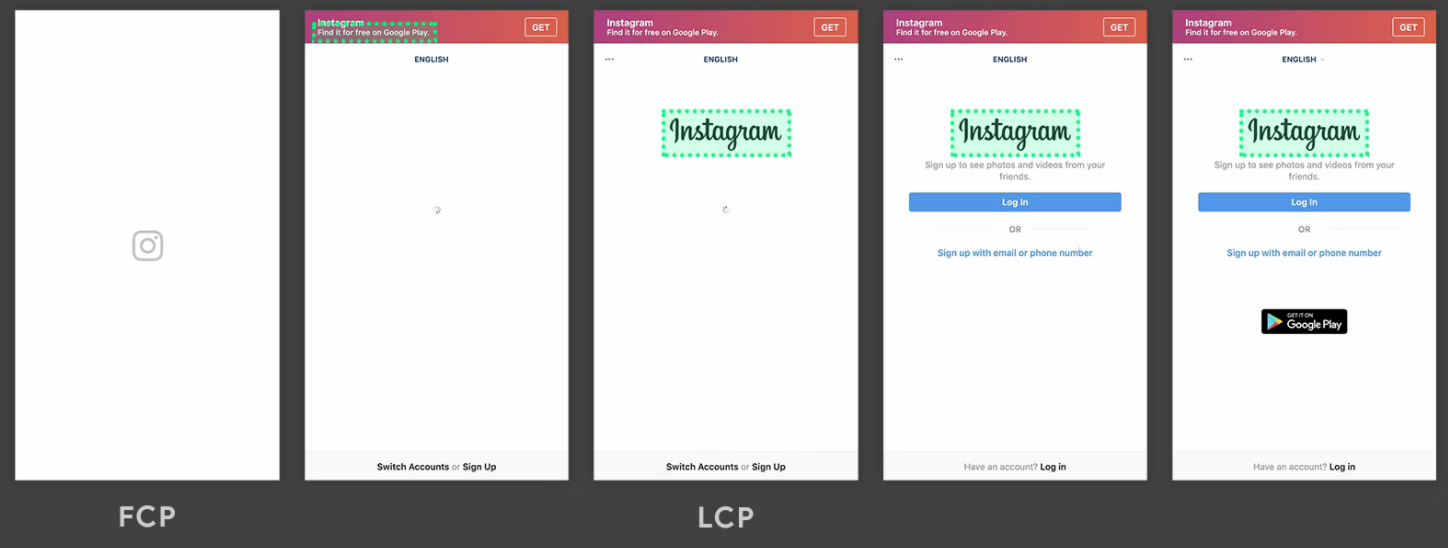 Instagram
Find it for free on Google Play.
GET
ENGLISH
Switch Accounts or Sign Up
Instagram
Find it for free on Google Play.
GET
ENGLISH
Instagram
Switch Accounts or Sign Up
Instagram
Find it for free on Google Play.
GET
ENGLISH
Instagram
Sign up to see photos and videos from your
friends.
Log In
OR
Sign up with email or phone number
Have an account? Log in
Instagram
Find it for free on Google Play.
GET
ENGLISH
Instagram
Sign up to see photos and videos from your
friends.
Log In
OR
Sign up with email or phone number
GET IT ON
Google Play
Have an account? Log in
FCP
LCP